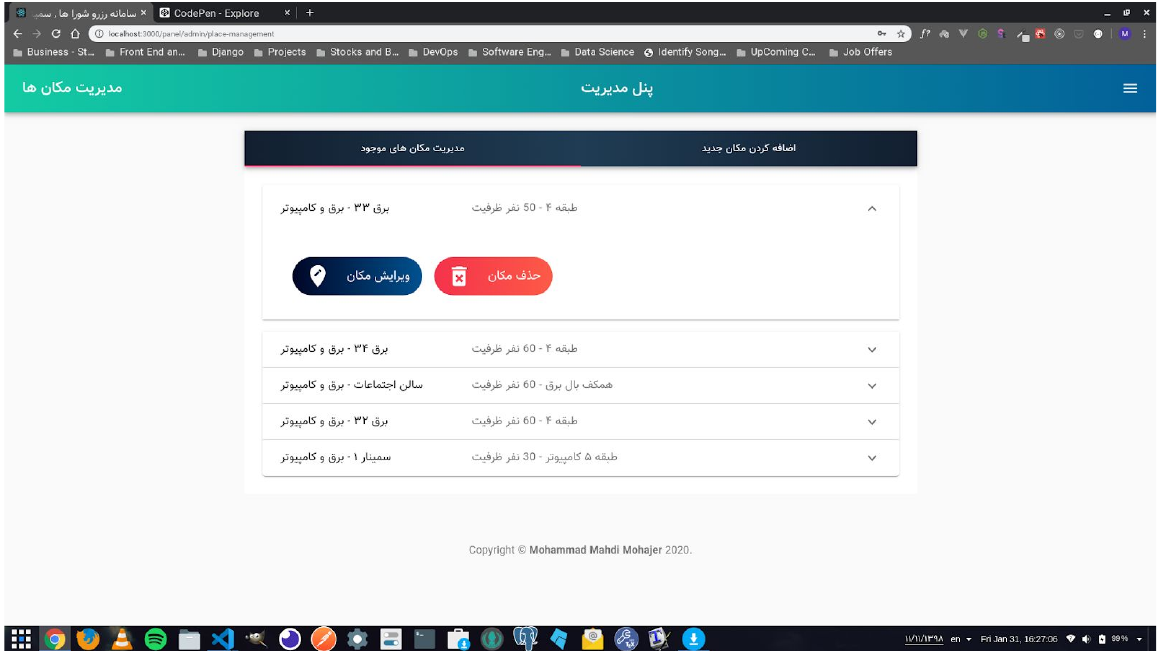 سامانه رزرو شورا ها , سمی
CodePen - Explore
localhost:3000/panel/admin/place-management
Business - St...
Front End an...
Django
Projects
Stocks and B...
DevOps
Software Eng...
Data Science
Identify Song...
UpComing C...
Job Offers
مدیریت مکان ها
پنل مدیریت
اضافه کردن مکان جدید
مدیریت مکان های موجود
برق ۳۳ - برق و کامپیوتر
طبقه ۴ - 50 نفر ظرفیت
ویرایش مکان
حذف مکان
برق ۳۴ - برق و کامپیوتر
طبقه ۴ - 60 نفر ظرفیت
سالن اجتماعات - برق و کامپیوتر
همکف بال برق - 60 نفر ظرفیت
برق ۳۲ - برق و کامپیوتر
طبقه ۴ - 60 نفر ظرفیت
سمینار ۱ - برق و کامپیوتر
طبقه ۵ کامپیوتر - 30 نفر ظرفیت
Copyright © Mohammad Mahdi Mohajer 2020.
۱۱/۱۱/۱۳۹۸
en
Fri Jan 31, 16:27:06
99%